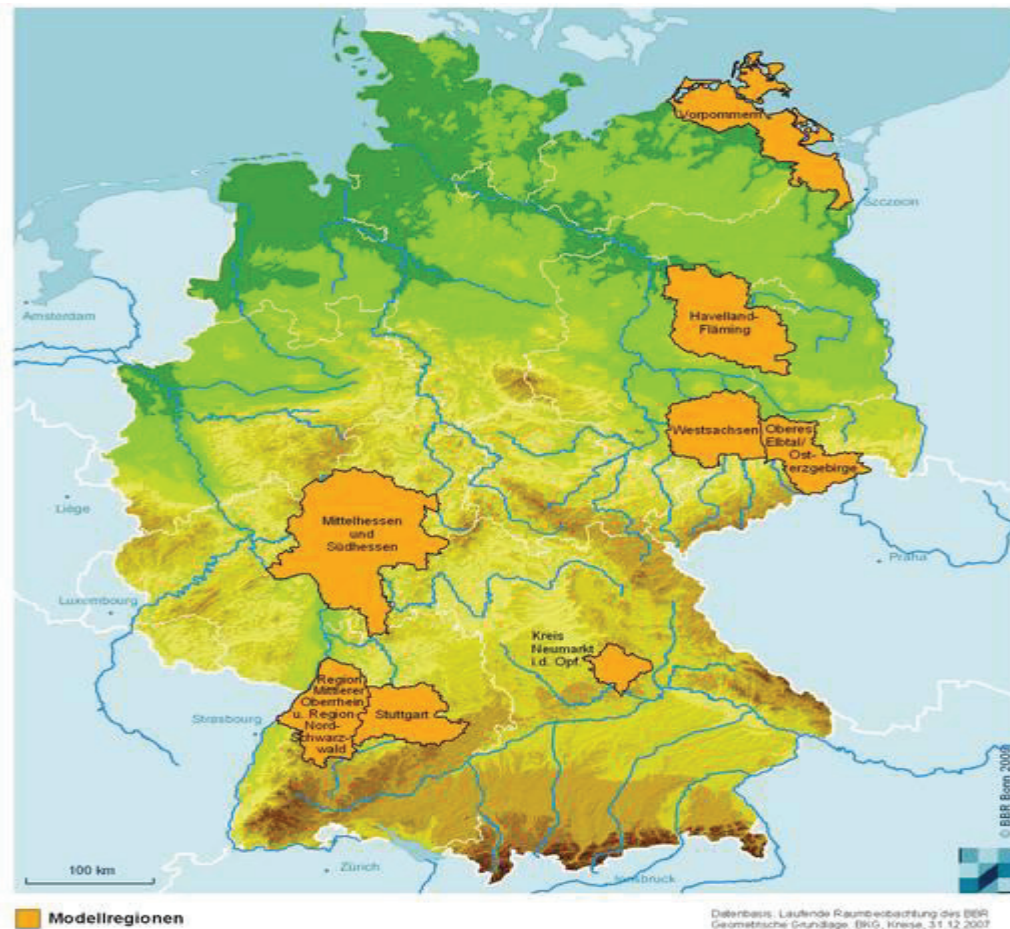 Vorpommern
Szczecin
Amsterdam
Havelland-
Fläming
Westsachsen
Oberes
Elbtal/
Ost-
erzgebirge
Liège
Mittelhessen
und
Südhessen
Praha
Luxembourg
Kreis
Neumarkt
i.d. Opf.
Region
Mittlerer
Oberrhein
u. Region
Nord-
Schwarz-
wald
Stuttgart
Strasbourg
© BBR Bonn 2009
100 km
Zürich
Innsbruck
Modellregionen
Datenbasis: Laufende Raumbeobachtung des BBR
Geometrische Grundlage: BKG, Kreise, 31.12.2007